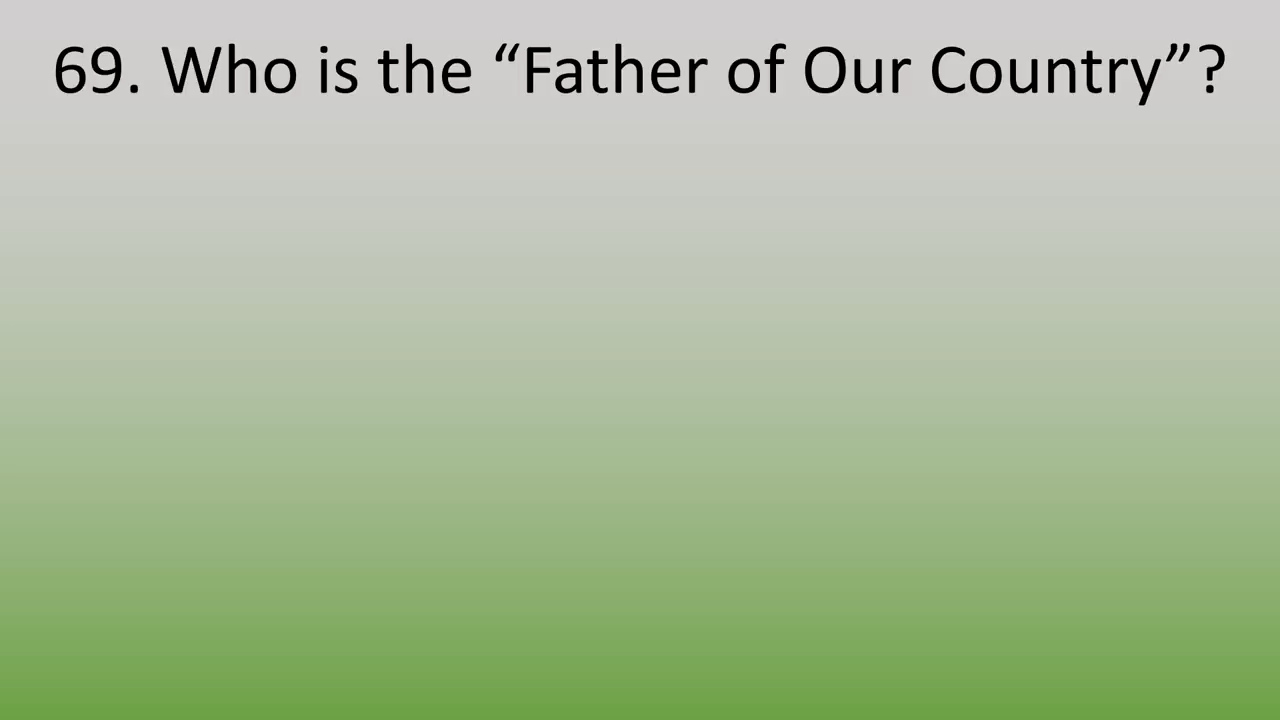 69. Who is the “Father of Our Country”?